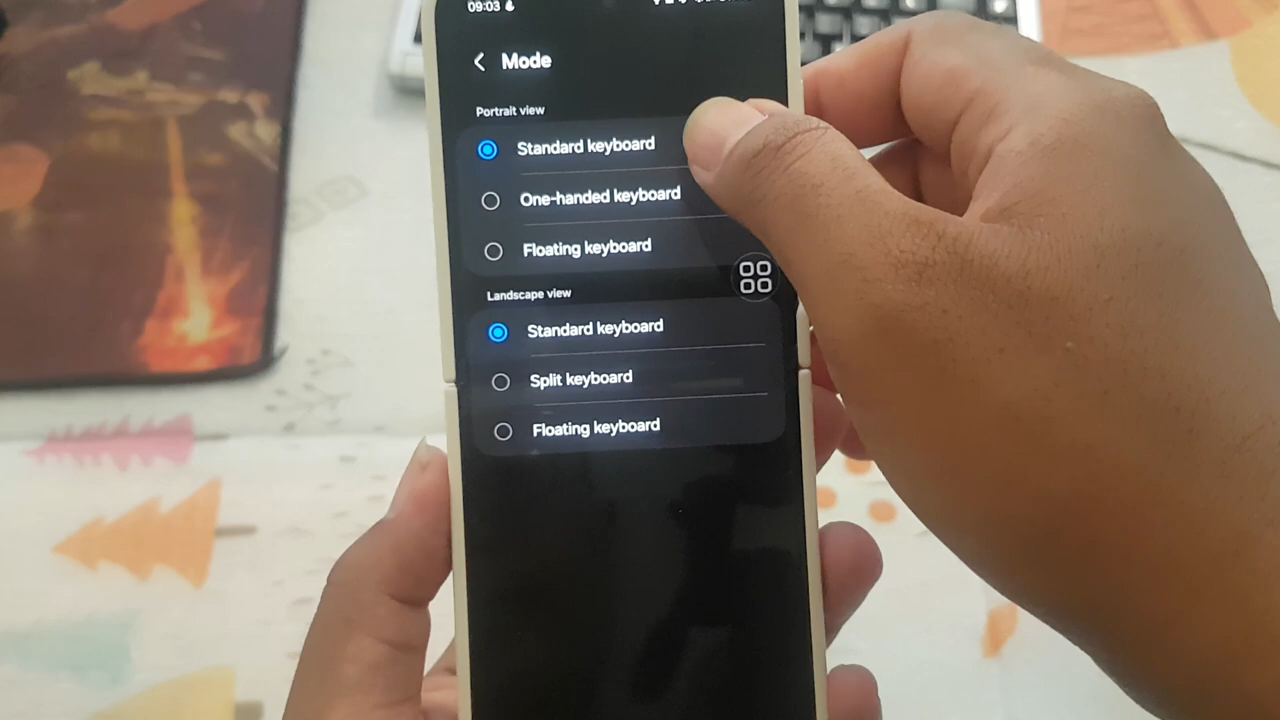 09:03
Mode
Portrait view
Standard keyboard
One-handed keyboard
Floating keyboard
Landscape view
Standard keyboard
Split keyboard
Floating keyboard